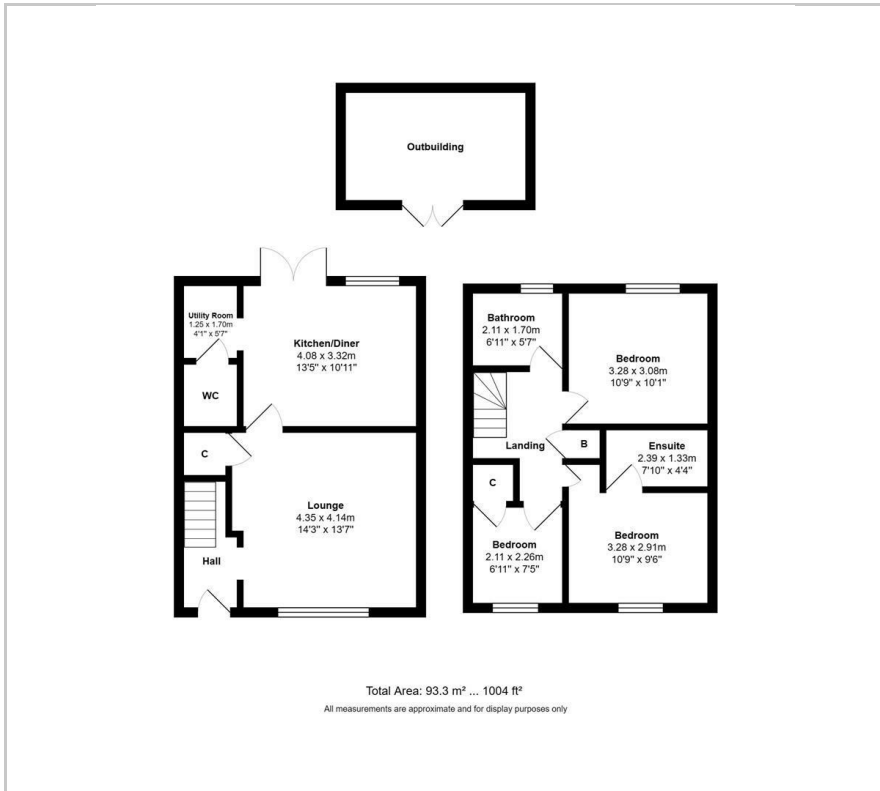 Outbuilding
Utility Room
1.25 x 1.70m
4'1" x 5'7"
Kitchen/Diner
4.08 x 3.32m
13'5" x 10'11"
WC
C
Lounge
4.35 x 4.14m
14'3" x 13'7"
Hall
Bathroom
2.11 x 1.70m
6'11" x 5'7"
Bedroom
3.28 x 3.08m
10'9" x 10'1"
Landing
B
Ensuite
2.39 x 1.33m
7'10" x 4'4"
C
Bedroom
2.11 x 2.26m
6'11" x 7'5"
Bedroom
3.28 x 2.91m
10'9" x 9'6"
Total Area: 93.3 m² ... 1004 ft²
All measurements are approximate and for display purposes only